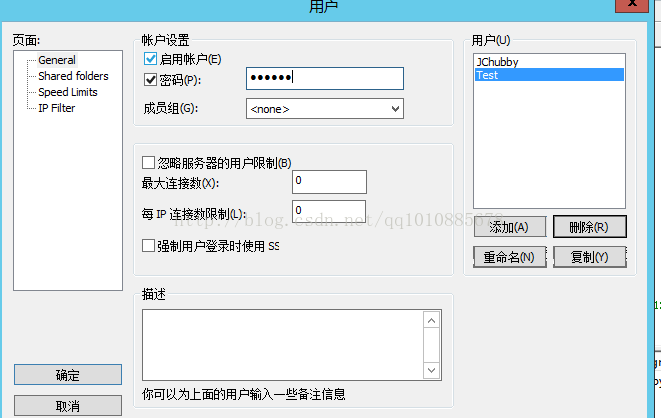 用户
x
页面:
General
Shared folders
Speed Limits
IP Filter
确定
取消
帐户设置
启用帐户(E)
密码(P):
●●●●●●
成员组(G):
<none>
忽略服务器的用户限制(B)
最大连接数(X):
0
每 IP 连接数限制(L):
0
http://blog.csdn.net/qq1010885678
强制用户登录时使用 SS
描述
你可以为上面的用户输入一些备注信息
用户(U)
JChubby
Test
添加(A)
删除(R)
重命名(N)
复制(Y)